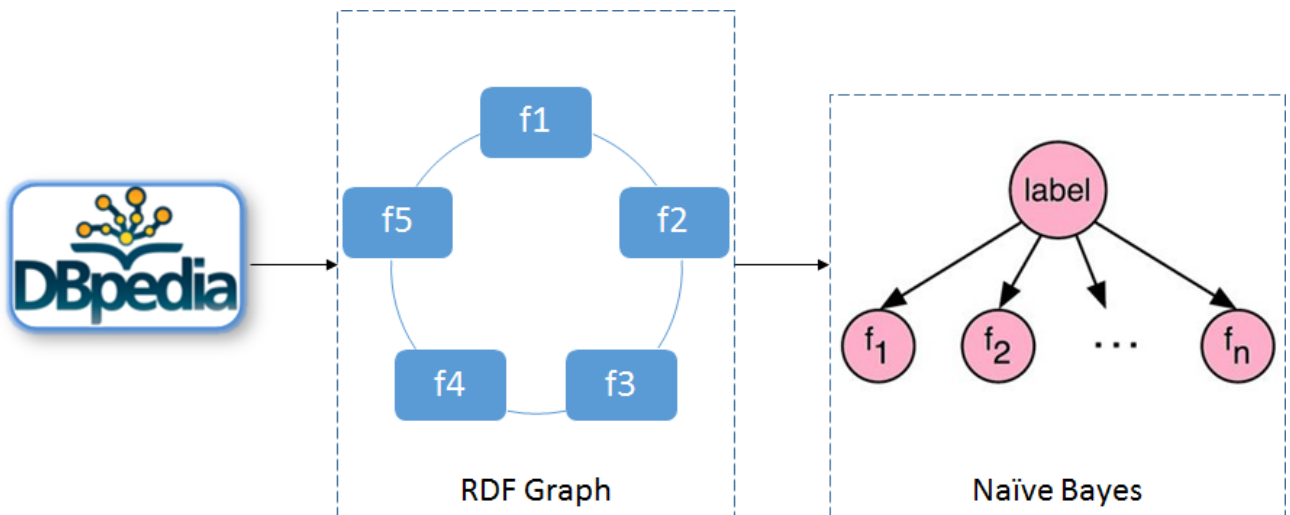 f1
f5
f2
f4
f3
RDF Graph
DBpedia
label
f1
f2
...
fn
Naïve Bayes